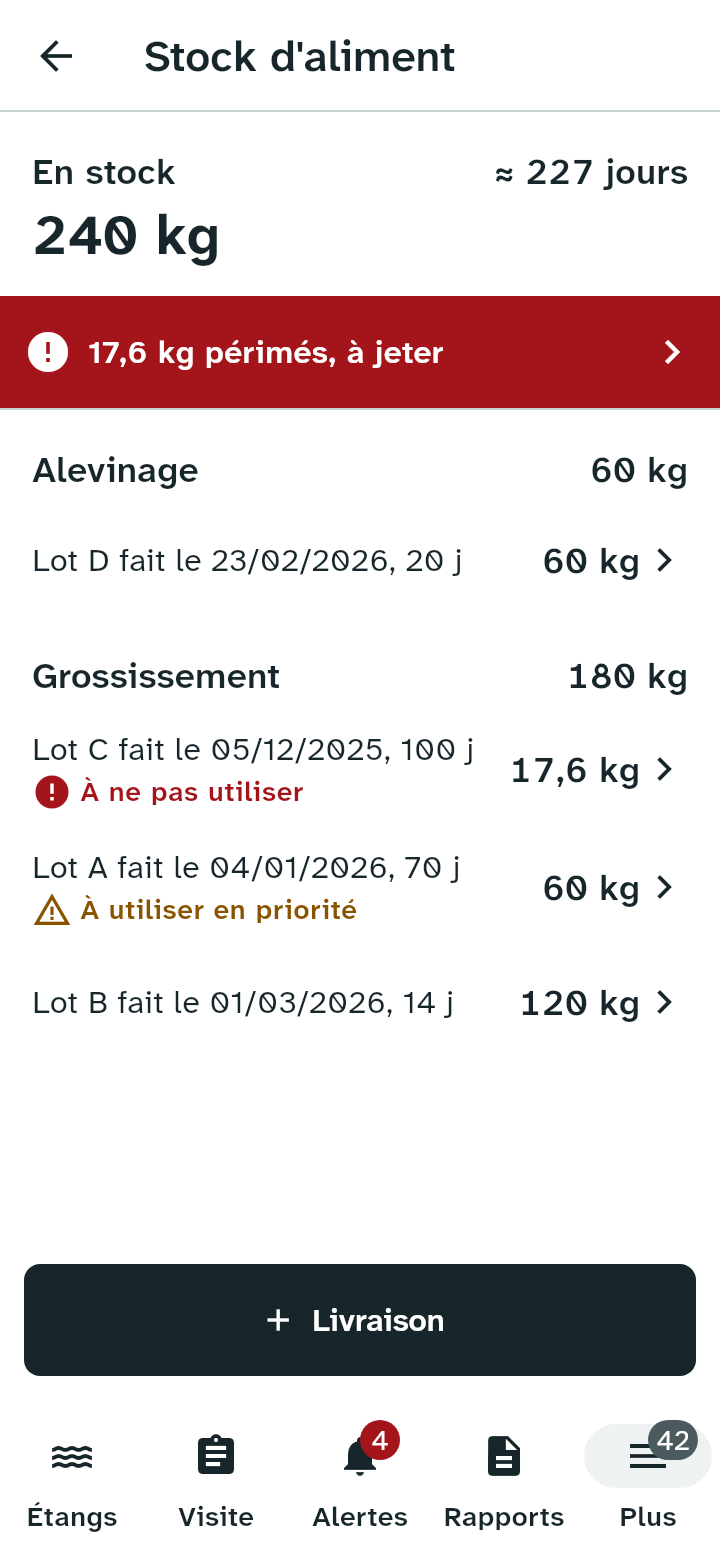 Stock d'aliment
En stock
≈ 227 jours
240 kg
17,6 kg périmés, à jeter
Alevinage
60 kg
Lot D fait le 23/02/2026, 20 j
60 kg
Grossissement
180 kg
Lot C fait le 05/12/2025, 100 j
17,6 kg
À ne pas utiliser
Lot A fait le 04/01/2026, 70 j
60 kg
À utiliser en priorité
Lot B fait le 01/03/2026, 14 j
120 kg
+ Livraison
4
42
Étangs
Visite
Alertes
Rapports
Plus